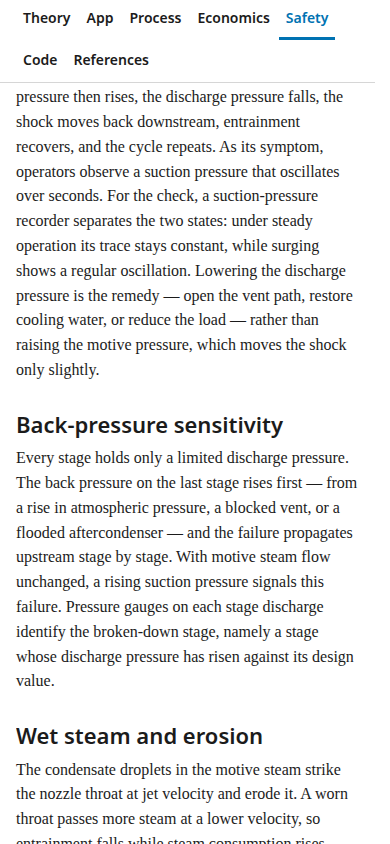 Theory App Process Economics Safety
Code References
pressure then rises, the discharge pressure falls, the
shock moves back downstream, entrainment
recovers, and the cycle repeats. As its symptom,
operators observe a suction pressure that oscillates
over seconds. For the check, a suction-pressure
recorder separates the two states: under steady
operation its trace stays constant, while surging
shows a regular oscillation. Lowering the discharge
pressure is the remedy — open the vent path, restore
cooling water, or reduce the load — rather than
raising the motive pressure, which moves the shock
only slightly.
Back-pressure sensitivity
Every stage holds only a limited discharge pressure.
The back pressure on the last stage rises first — from
a rise in atmospheric pressure, a blocked vent, or a
flooded aftercondenser — and the failure propagates
upstream stage by stage. With motive steam flow
unchanged, a rising suction pressure signals this
failure. Pressure gauges on each stage discharge
identify the broken-down stage, namely a stage
whose discharge pressure has risen against its design
value.
Wet steam and erosion
The condensate droplets in the motive steam strike
the nozzle throat at jet velocity and erode it. A worn
throat passes more steam at a lower velocity, so
entrainment falls while steam consumption rises